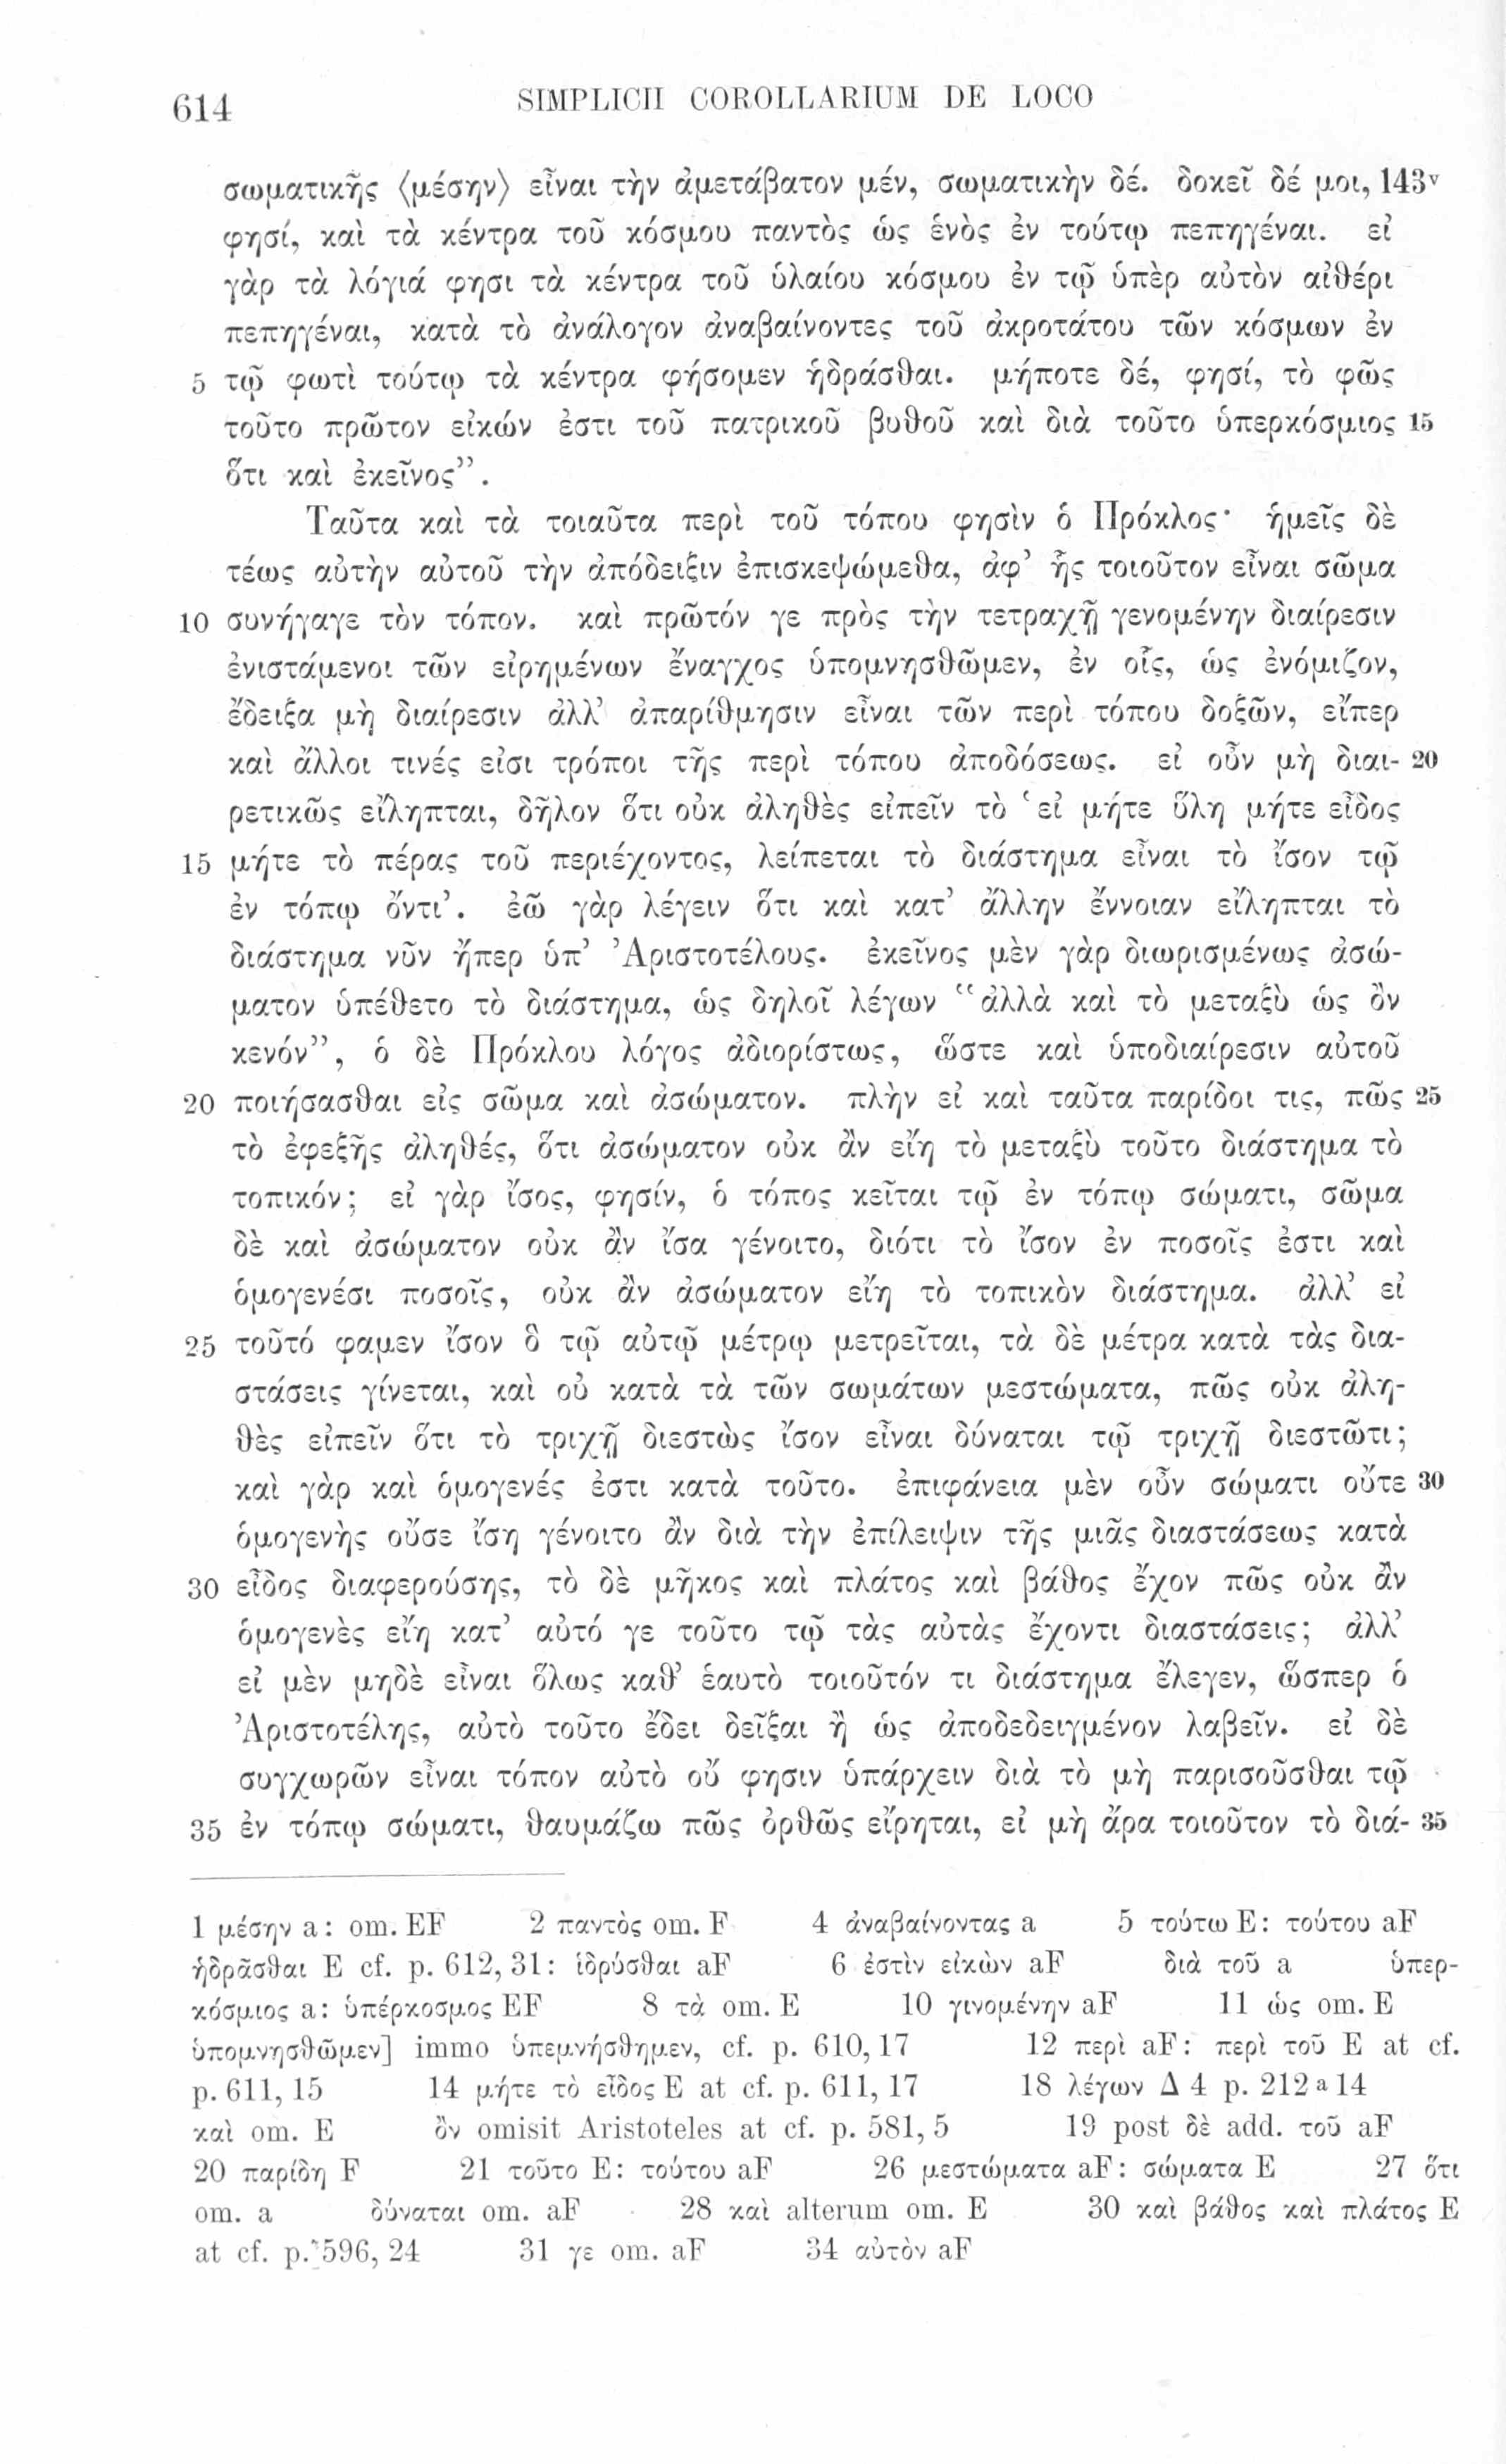 614 SIMPLICII COROLLARIUM DE LOCO
σωματικῆς ⟨μέσην⟩ εἶναι τὴν ἀμετάβατον μέν, σωματικὴν δέ. δοκεῖ δέ μοι, 143ᵛ
φησί, καὶ τὰ κέντρα τοῦ κόσμου παντὸς ὡς ἑνὸς ἐν τούτῳ πεπηγέναι. εἰ
γὰρ τὰ λόγιά φησι τὰ κέντρα τοῦ ὑλαίου κόσμου ἐν τῷ ὑπὲρ αὐτὸν αἰθέρι
πεπηγέναι, κατὰ τὸ ἀνάλογον ἀναβαίνοντες τοῦ ἀκροτάτου τῶν κόσμων ἐν
5 τῷ φωτὶ τούτῳ τὰ κέντρα φήσομεν ἡδράσθαι. μήποτε δέ, φησί, τὸ φῶς
τοῦτο πρῶτον εἰκών ἐστι τοῦ πατρικοῦ βυθοῦ καὶ διὰ τοῦτο ὑπερκόσμιος 15
ὅτι καὶ ἐκεῖνος”.
Ταῦτα καὶ τὰ τοιαῦτα περὶ τοῦ τόπου φησὶν ὁ Πρόκλος· ἡμεῖς δὲ
τέως αὐτὴν αὐτοῦ τὴν ἀπόδειξιν ἐπισκεψώμεθα, ἀφ’ ἧς τοιοῦτον εἶναι σῶμα
10 συνήγαγε τὸν τόπον. καὶ πρῶτόν γε πρὸς τὴν τετραχῇ γενομένην διαίρεσιν
ἐνιστάμενοι τῶν εἰρημένων ἔναγχος ὑπομνησθῶμεν, ἐν οἷς, ὡς ἐνόμιζον,
ἔδειξα μὴ διαίρεσιν ἀλλ’ ἀπαρίθμησιν εἶναι τῶν περὶ τόπου δοξῶν, εἴπερ
καὶ ἄλλοι τινές εἰσι τρόποι τῆς περὶ τόπου ἀποδόσεως. εἰ οὖν μὴ διαι- 20
ρετικῶς εἴληπται, δῆλον ὅτι οὐκ ἀληθὲς εἰπεῖν τὸ ‘εἰ μήτε ὕλη μήτε εἶδος
15 μήτε τὸ πέρας τοῦ περιέχοντος, λείπεται τὸ διάστημα εἶναι τὸ ἴσον τῷ
ἐν τόπῳ ὄντι’. ἐῶ γὰρ λέγειν ὅτι καὶ κατ’ ἄλλην ἔννοιαν εἴληπται τὸ
διάστημα νῦν ἤπερ ὑπ’ Ἀριστοτέλους. ἐκεῖνος μὲν γὰρ διωρισμένως ἀσώ-
ματον ὑπέθετο τὸ διάστημα, ὡς δηλοῖ λέγων “ἀλλὰ καὶ τὸ μεταξὺ ὡς ὂν
κενόν”, ὁ δὲ Πρόκλου λόγος ἀδιορίστως, ὥστε καὶ ὑποδιαίρεσιν αὐτοῦ
20 ποιήσασθαι εἰς σῶμα καὶ ἀσώματον. πλὴν εἰ καὶ ταῦτα παρίδοι τις, πῶς 25
τὸ ἐφεξῆς ἀληθές, ὅτι ἀσώματον οὐκ ἂν εἴη τὸ μεταξὺ τοῦτο διάστημα τὸ
τοπικόν; εἰ γὰρ ἴσος, φησίν, ὁ τόπος κεῖται τῷ ἐν τόπῳ σώματι, σῶμα
δὲ καὶ ἀσώματον οὐκ ἂν ἴσα γένοιτο, διότι τὸ ἴσον ἐν ποσοῖς ἐστι καὶ
ὁμογενέσι ποσοῖς, οὐκ ἂν ἀσώματον εἴη τὸ τοπικὸν διάστημα. ἀλλ’ εἰ
25 τοῦτό φαμεν ἴσον ὃ τῷ αὐτῷ μέτρῳ μετρεῖται, τὰ δὲ μέτρα κατὰ τὰς δια-
στάσεις γίνεται, καὶ οὐ κατὰ τὰ τῶν σωμάτων μεστώματα, πῶς οὐκ ἀλη-
θὲς εἰπεῖν ὅτι τὸ τριχῇ διεστὼς ἴσον εἶναι δύναται τῷ τριχῇ διεστῶτι;
καὶ γὰρ καὶ ὁμογενές ἐστι κατὰ τοῦτο. ἐπιφάνεια μὲν οὖν σώματι οὔτε 30
ὁμογενὴς οὔσε ἴση γένοιτο ἂν διὰ τὴν ἐπίλειψιν τῆς μιᾶς διαστάσεως κατὰ
30 εἶδος διαφερούσης, τὸ δὲ μῆκος καὶ πλάτος καὶ βάθος ἔχον πῶς οὐκ ἂν
ὁμογενὲς εἴη κατ’ αὐτό γε τοῦτο τῷ τὰς αὐτὰς ἔχοντι διαστάσεις; ἀλλ’
εἰ μὲν μηδὲ εἶναι ὅλως καθ’ ἑαυτὸ τοιοῦτόν τι διάστημα ἔλεγεν, ὥσπερ ὁ
Ἀριστοτέλης, αὐτὸ τοῦτο ἔδει δεῖξαι ἢ ὡς ἀποδεδειγμένον λαβεῖν. εἰ δὲ
συγχωρῶν εἶναι τόπον αὐτὸ οὔ φησιν ὑπάρχειν διὰ τὸ μὴ παρισοῦσθαι τῷ
35 ἐν τόπῳ σώματι, θαυμάζω πῶς ὀρθῶς εἴρηται, εἰ μὴ ἄρα τοιοῦτον τὸ διά- 35
1 μέσην a: om. EF 2 παντὸς om. F 4 ἀναβαίνοντας a 5 τούτω E: τούτου aF
ἡδρᾶσθαι E cf. p. 612, 31: ἱδρύσθαι aF 6 ἐστὶν εἰκὼν aF διὰ τοῦ a ὑπερ-
κόσμιος a: ὑπέρκοσμος EF 8 τὰ om. E 10 γινομένην aF 11 ὡς om. E
ὑπομνησθῶμεν] immo ὑπεμνήσθημεν, cf. p. 610, 17 12 περὶ aF: περὶ τοῦ E at cf.
p. 611, 15 14 μήτε τὸ εἶδος E at cf. p. 611, 17 18 λέγων Δ 4 p. 212 a 14
καὶ om. E ὂν omisit Aristoteles at cf. p. 581, 5 19 post δὲ add. τοῦ aF
20 παρίδη F 21 τοῦτο E: τούτου aF 26 μεστώματα aF: σώματα E 27 ὅτι
om. a δύναται om. aF 28 καὶ alterum om. E 30 καὶ βάθος καὶ πλάτος E
at cf. p. 596, 24 31 γε om. aF 34 αὐτὸν aF